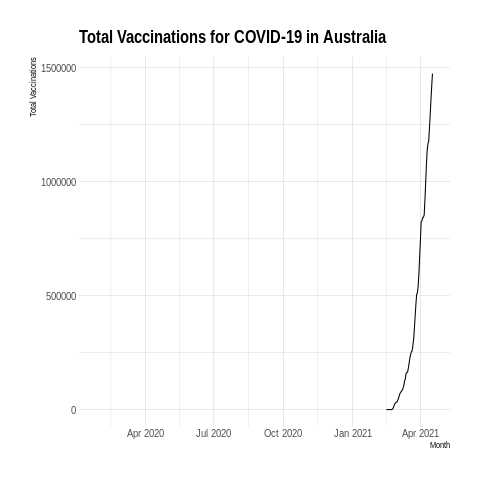 Total Vaccinations for COVID-19 in Australia
Total Vaccinations
1500000
1000000
500000
0
Apr 2020 Jul 2020 Oct 2020 Jan 2021 Apr 2021
Month